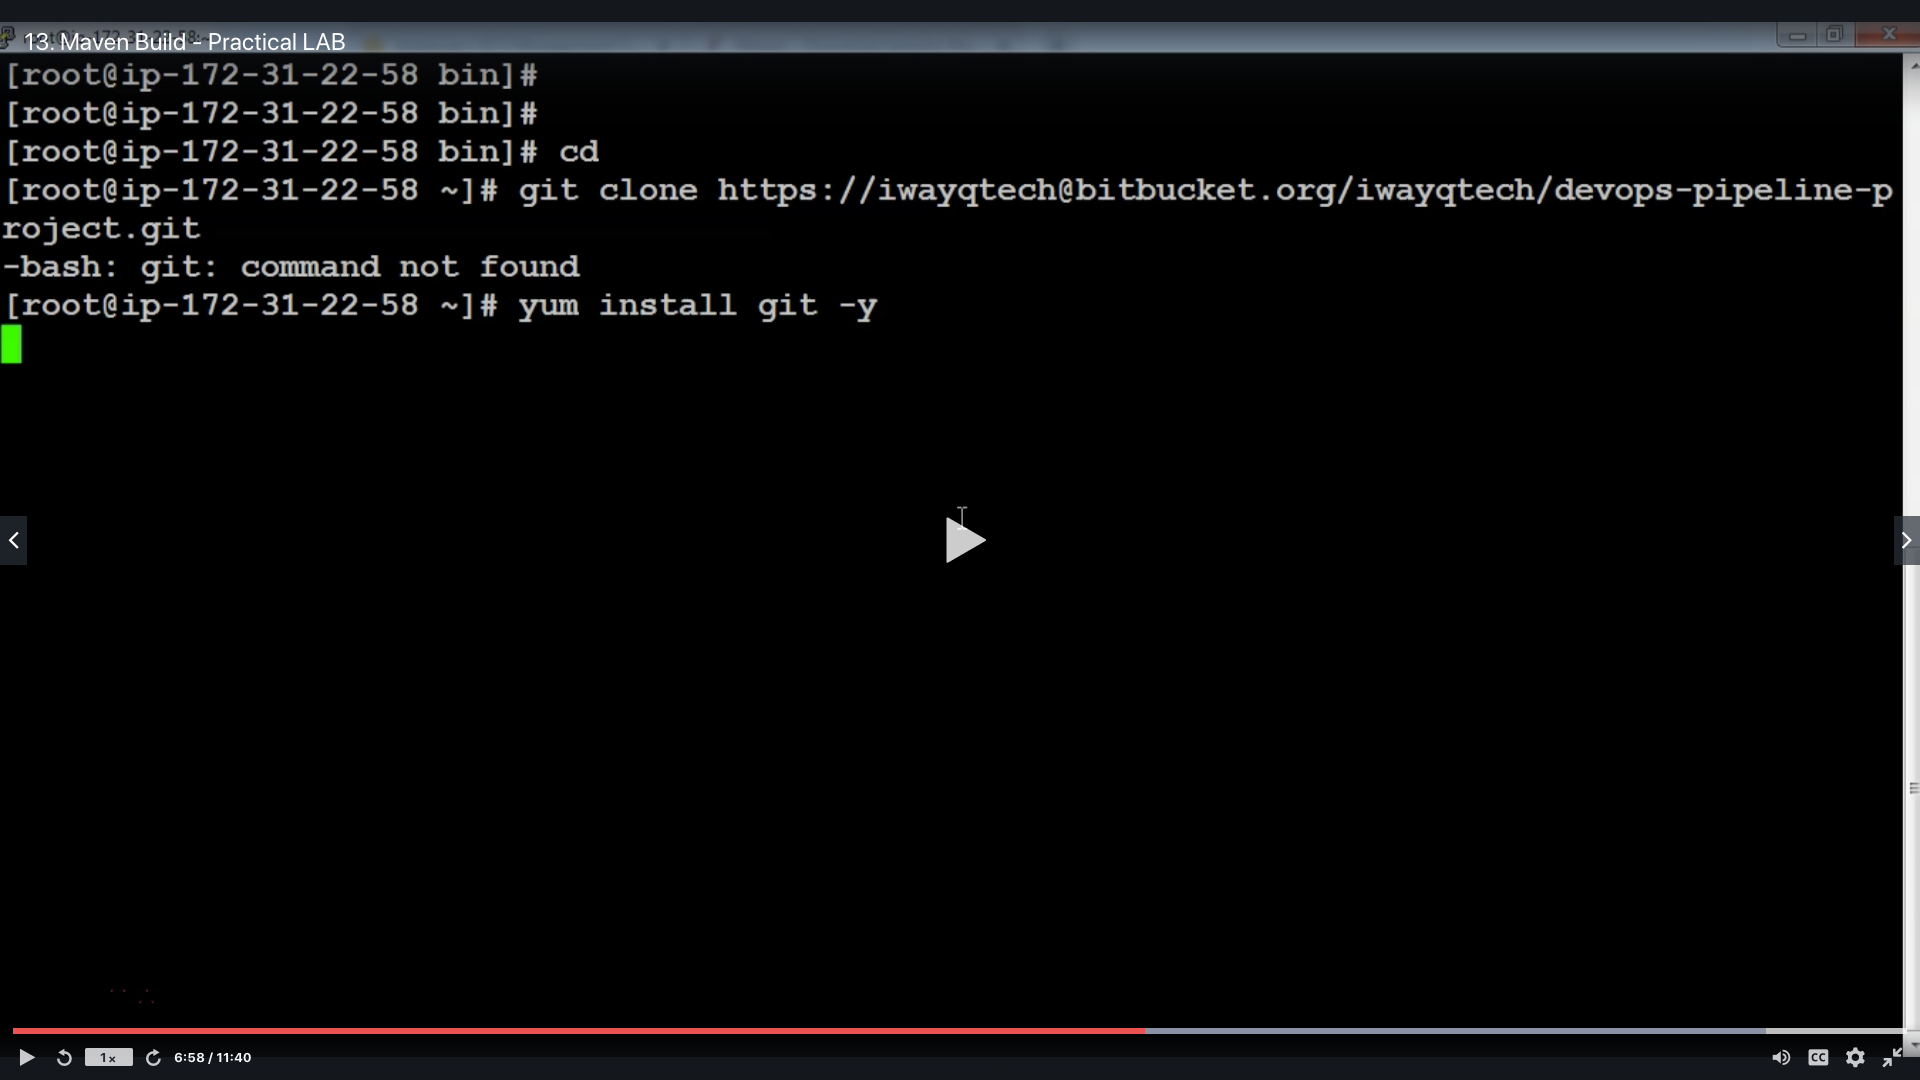 13. Maven Build - Practical LAB
[root@ip-172-31-22-58 bin]#
[root@ip-172-31-22-58 bin]#
[root@ip-172-31-22-58 bin]# cd
[root@ip-172-31-22-58 ~]# git clone https://iwayqtech@bitbucket.org/iwayqtech/devops-pipeline-p
roject.git
-bash: git: command not found
[root@ip-172-31-22-58 ~]# yum install git -y
1x 6:58 / 11:40 CC